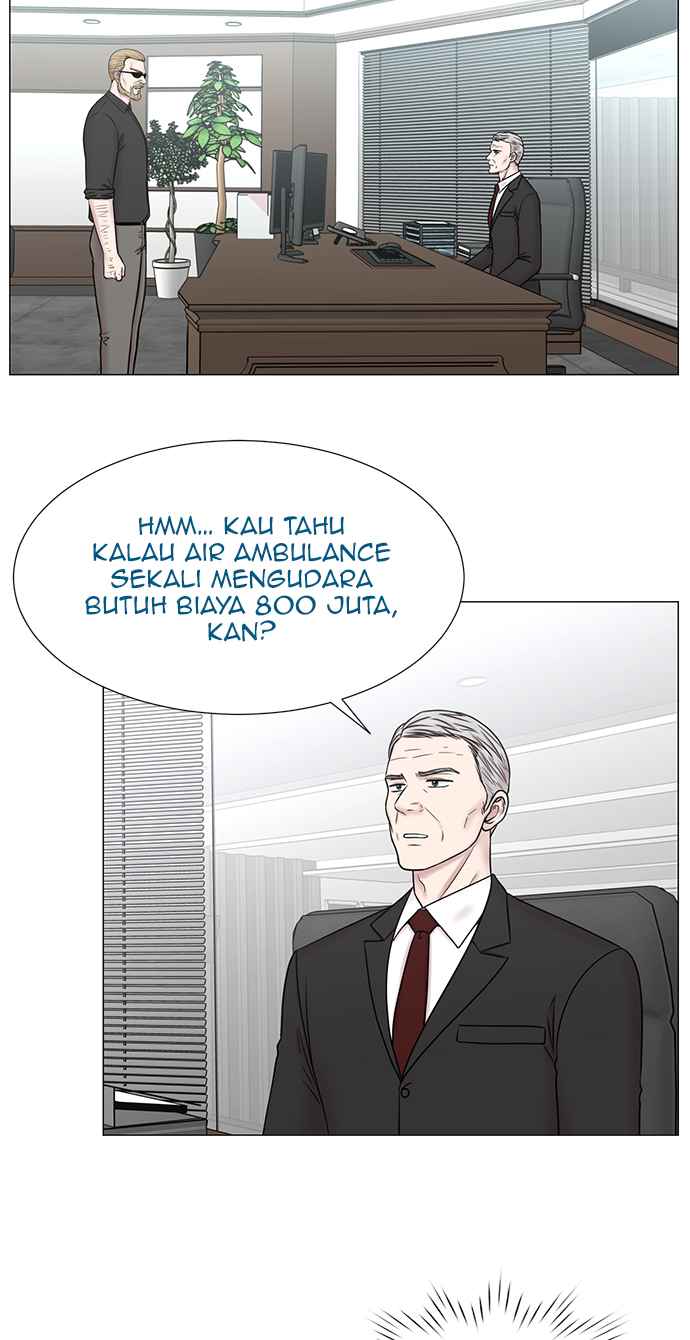 HMM... KAU TAHU
KALAU AIR AMBULANCE
SEKALI MENGUDARA
BUTUH BIAYA 800 JUTA,
KAN?